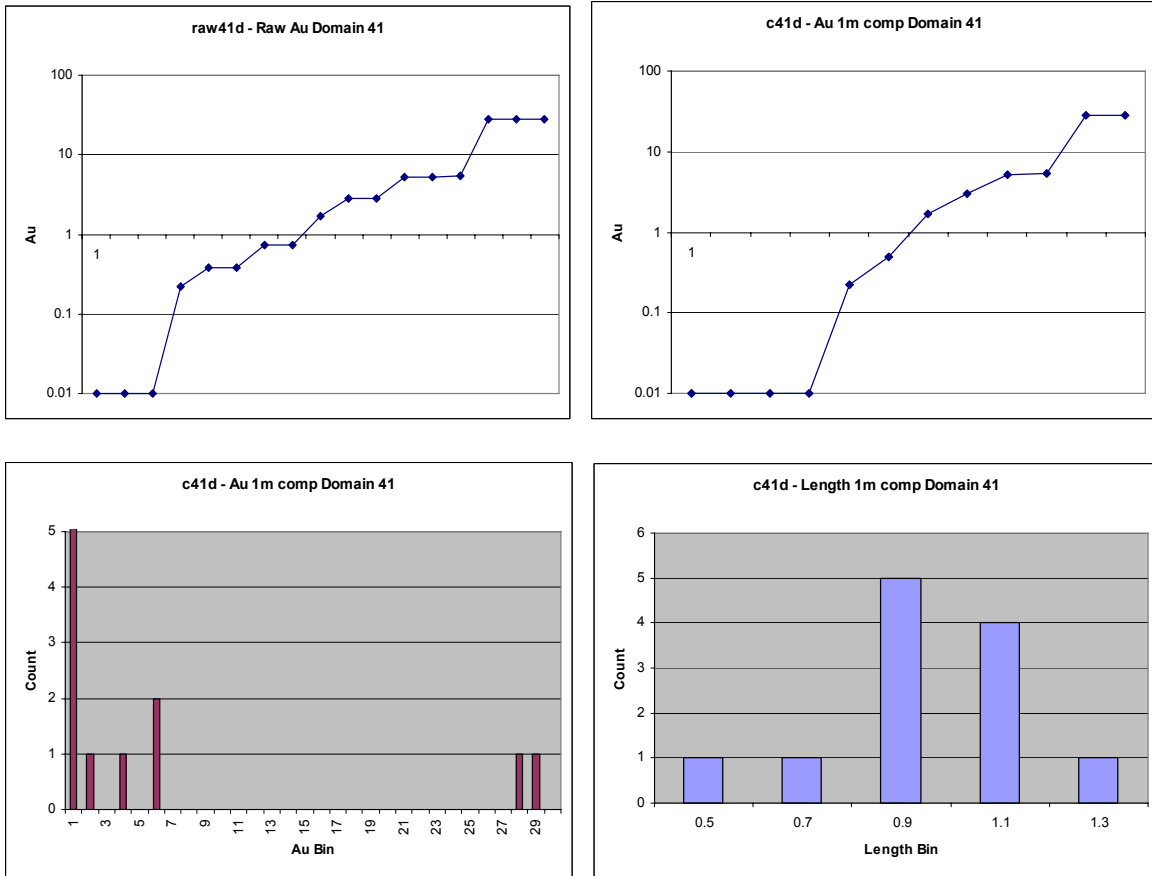 raw41d - Raw Au Domain 41
100
10
1
0.1
0.01
Au
1
c41d - Au 1m comp Domain 41
100
10
1
0.1
0.01
Au
1
c41d - Au 1m comp Domain 41
5
4
3
2
1
0
Count
1 3 5 7 9 11 13 15 17 19 21 23 25 27 29
Au Bin
c41d - Length 1m comp Domain 41
6
5
4
3
2
1
0
Count
0.5 0.7 0.9 1.1 1.3
Length Bin